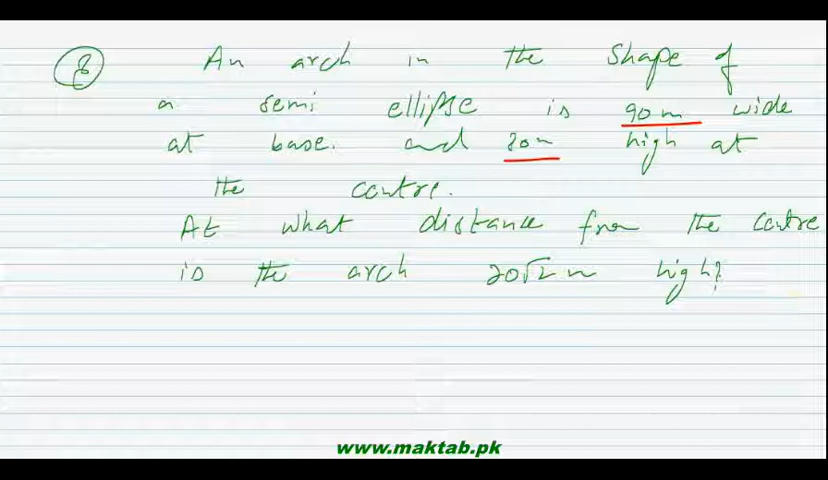 8 An arch in the shape of
a semi ellipse is 90m wide
at base. and 30m high at
the centre.
At what distance from the centre
is the arch 20√2 m high?
www.maktab.pk